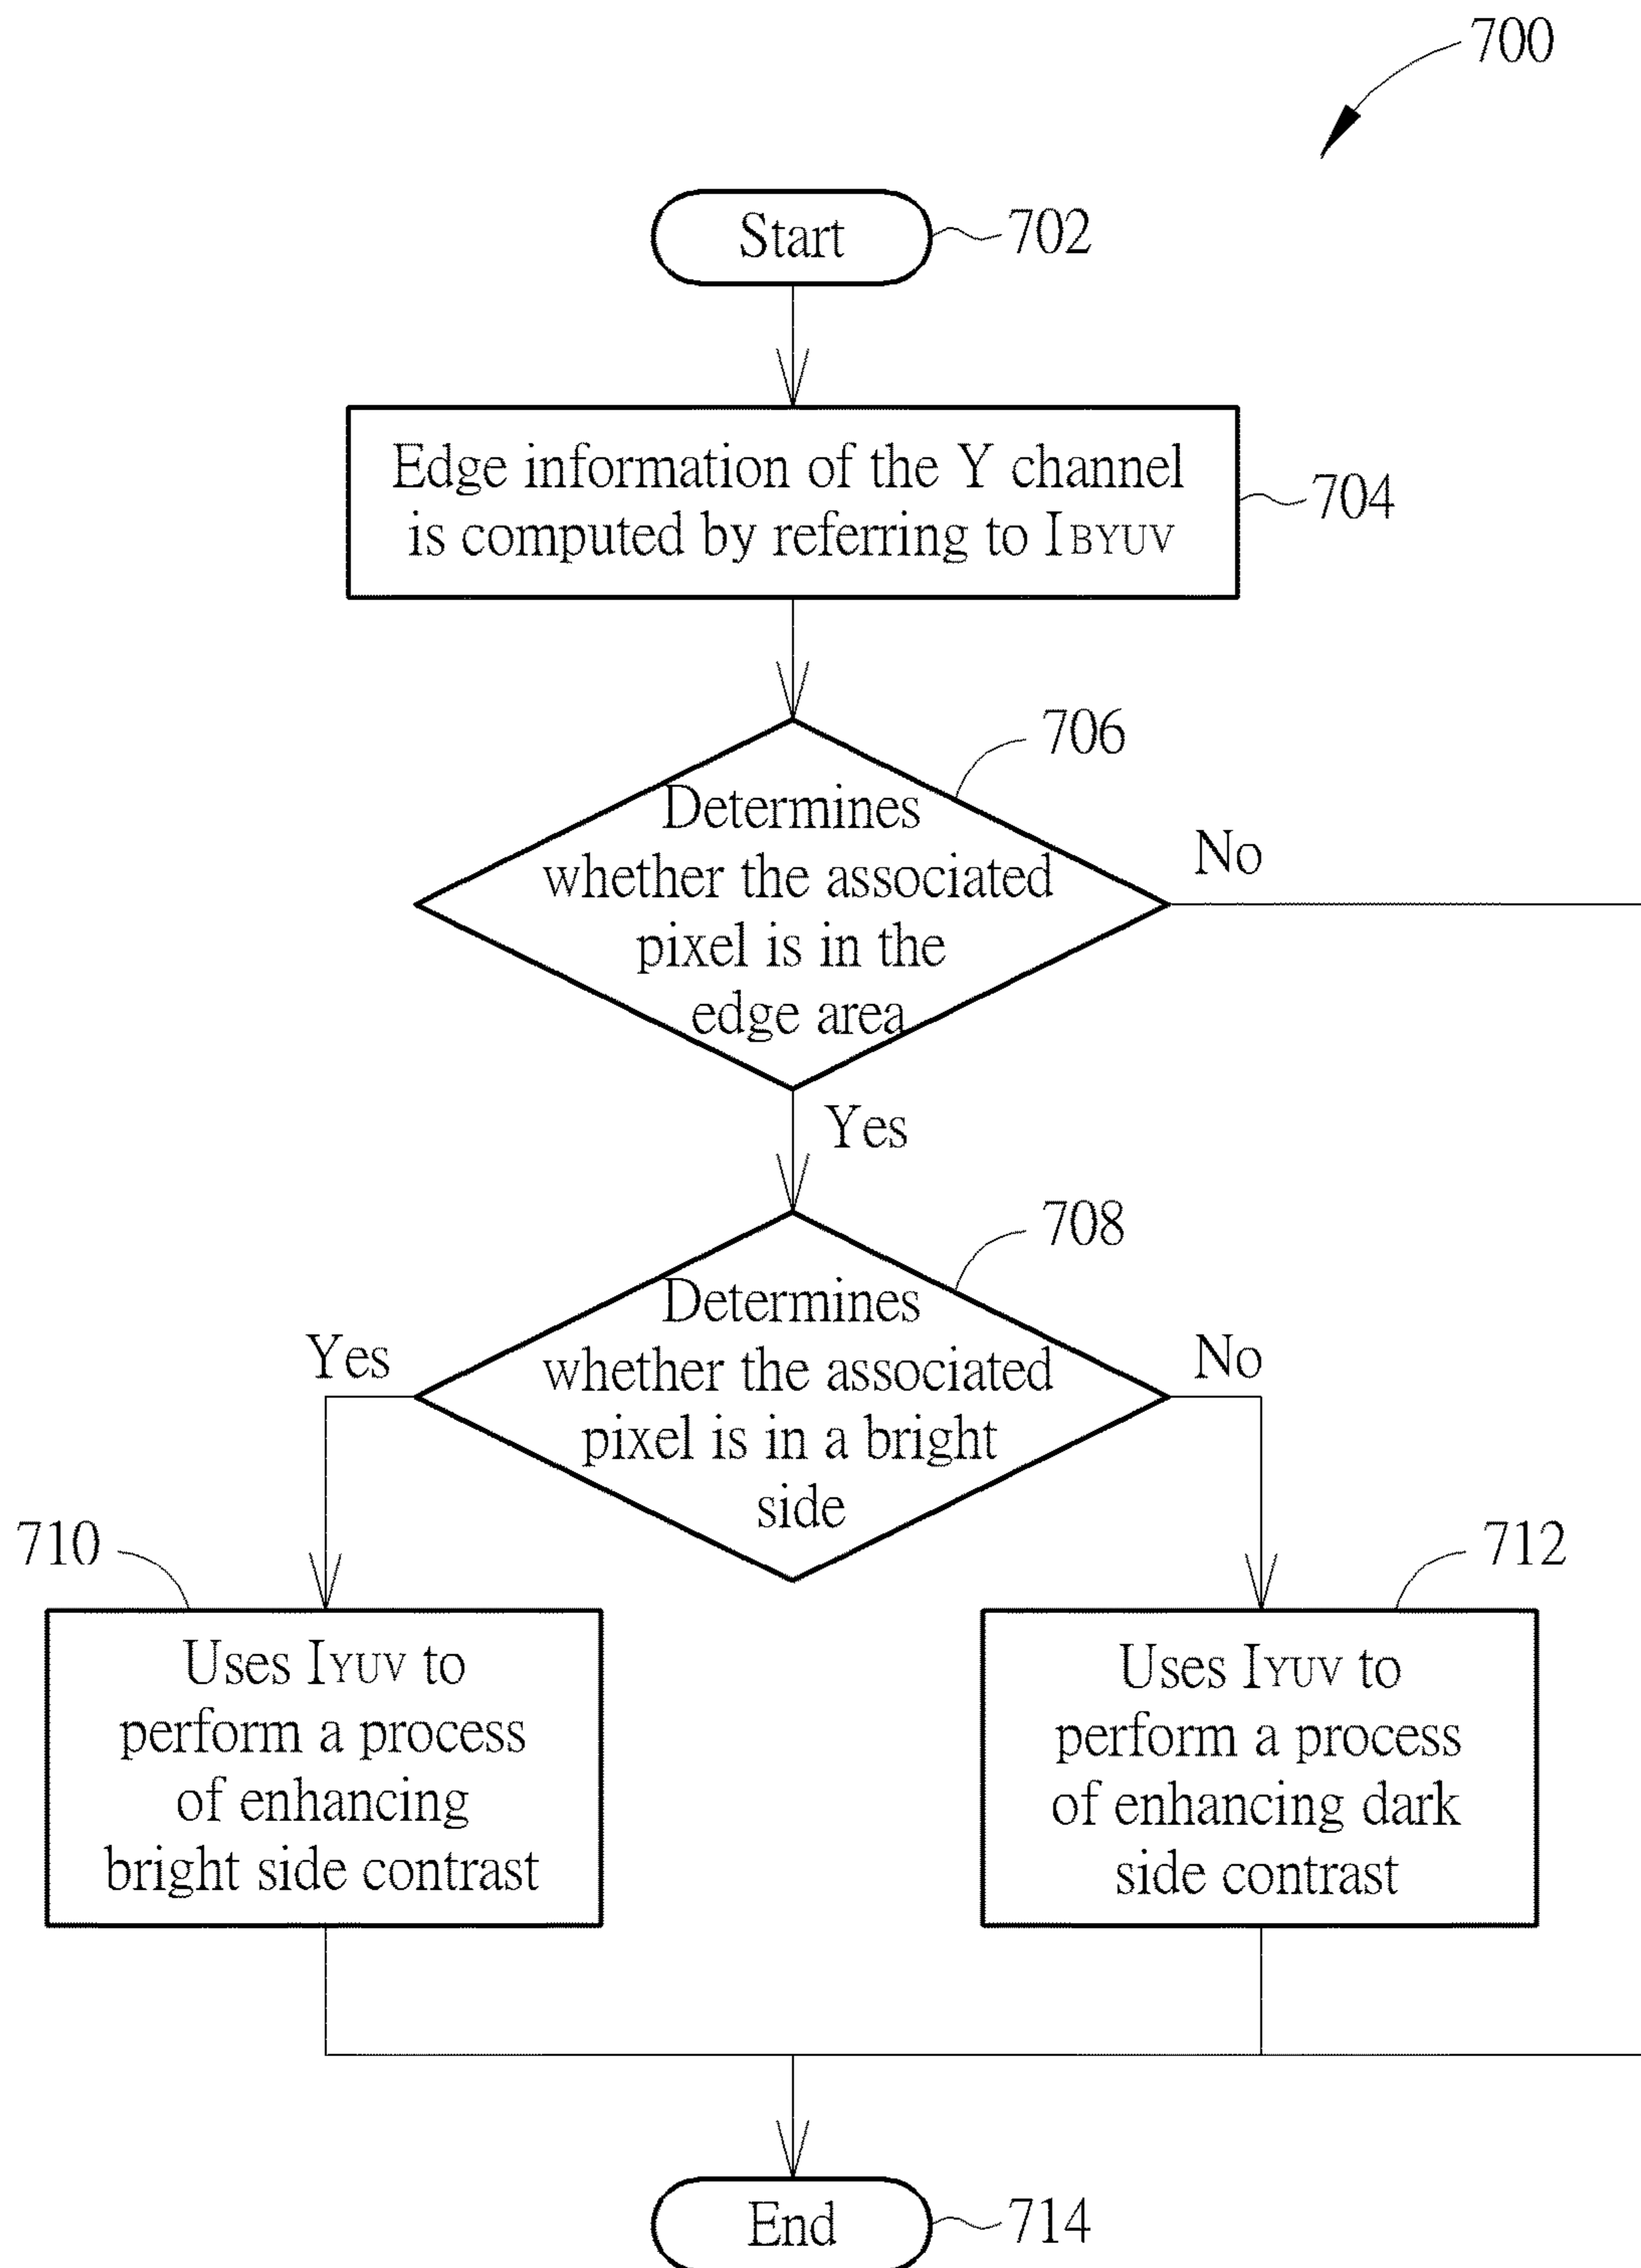 700
Start
702
Edge information of the Y channel
is computed by referring to IBYUV
704
706
Determines
whether the associated
pixel is in the
edge area
No
Yes
708
Determines
whether the associated
pixel is in a bright
side
Yes
No
710
Uses IYUV to
perform a process
of enhancing
bright side contrast
712
Uses IYUV to
perform a process
of enhancing dark
side contrast
End
714